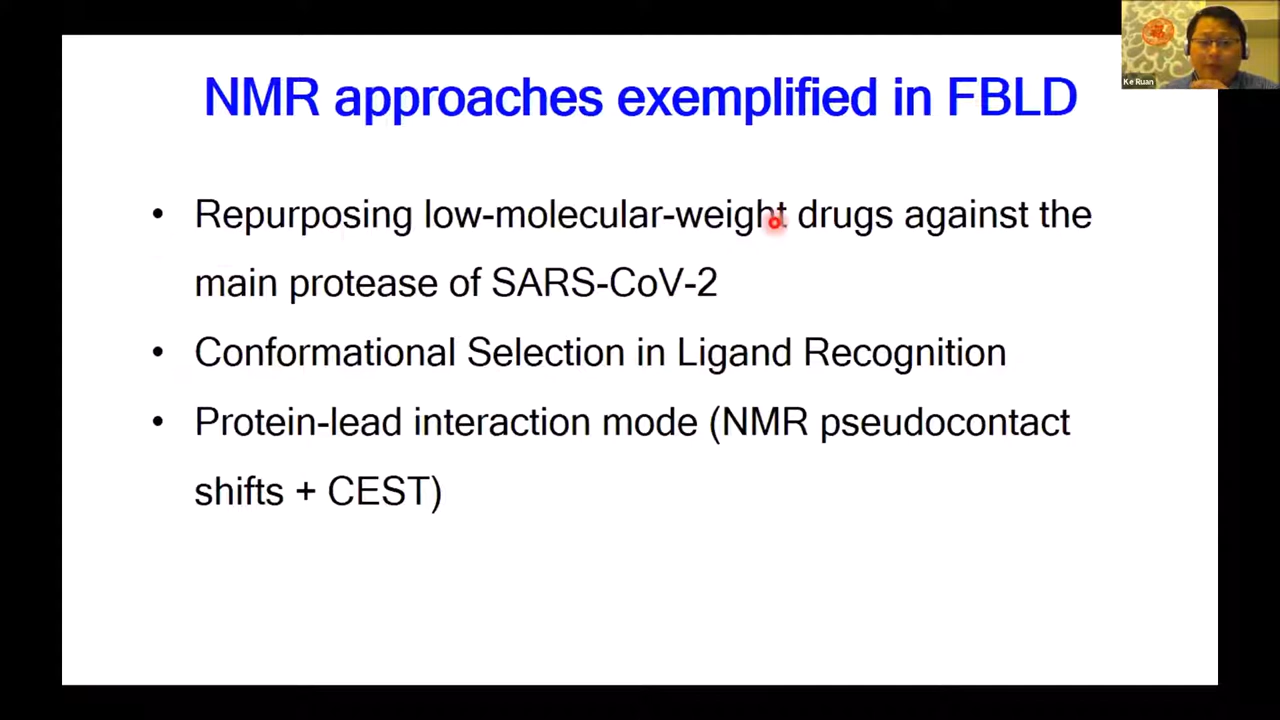 Ke Ruan
NMR approaches exemplified in FBLD
• Repurposing low-molecular-weight drugs against the
main protease of SARS-CoV-2
• Conformational Selection in Ligand Recognition
• Protein-lead interaction mode (NMR pseudocontact
shifts + CEST)